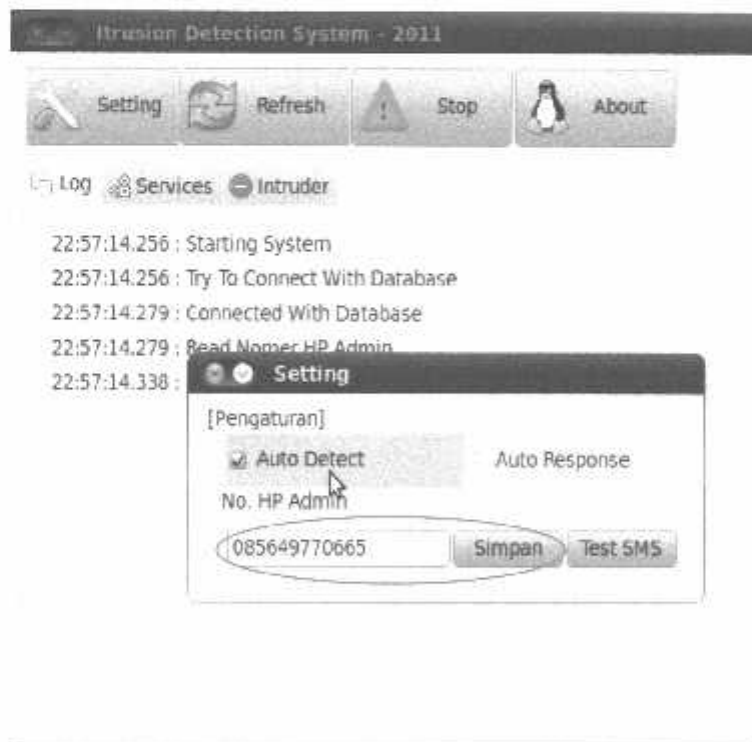 Itrusion Detection System - 2011
Setting Refresh Stop About
Log Services Intruder
22:57:14.256 : Starting System
22:57:14.256 : Try To Connect With Database
22:57:14.279 : Connected With Database
22:57:14.279 : Read Nomer HP Admin
22:57:14.338 :
Setting
[Pengaturan]
Auto Detect Auto Response
No. HP Admin
085649770665 Simpan Test SMS